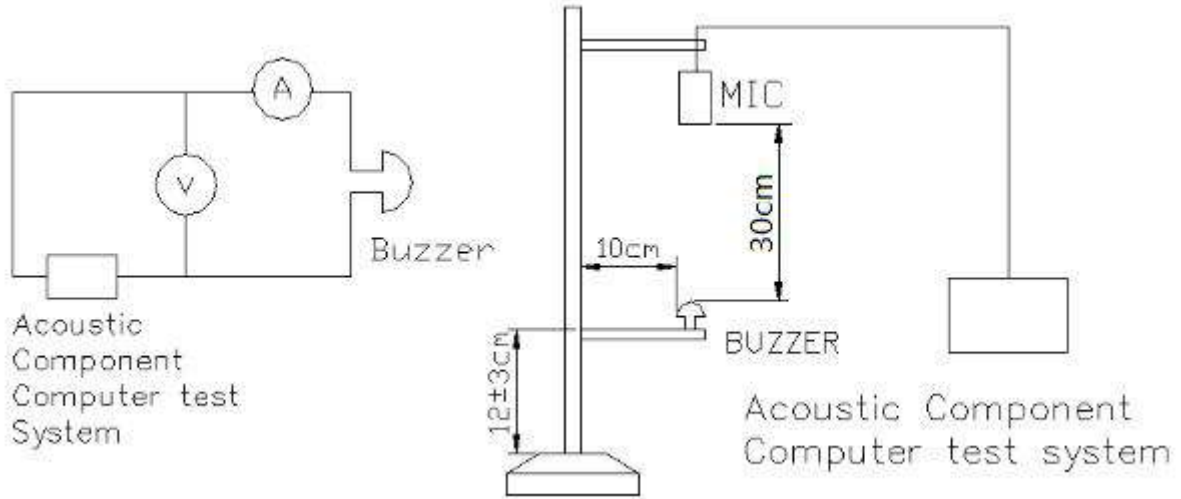 A
V
Buzzer
Acoustic
Component
Computer test
System
MIC
30cm
10cm
BUZZER
12±3cm
Acoustic Component
Computer test system